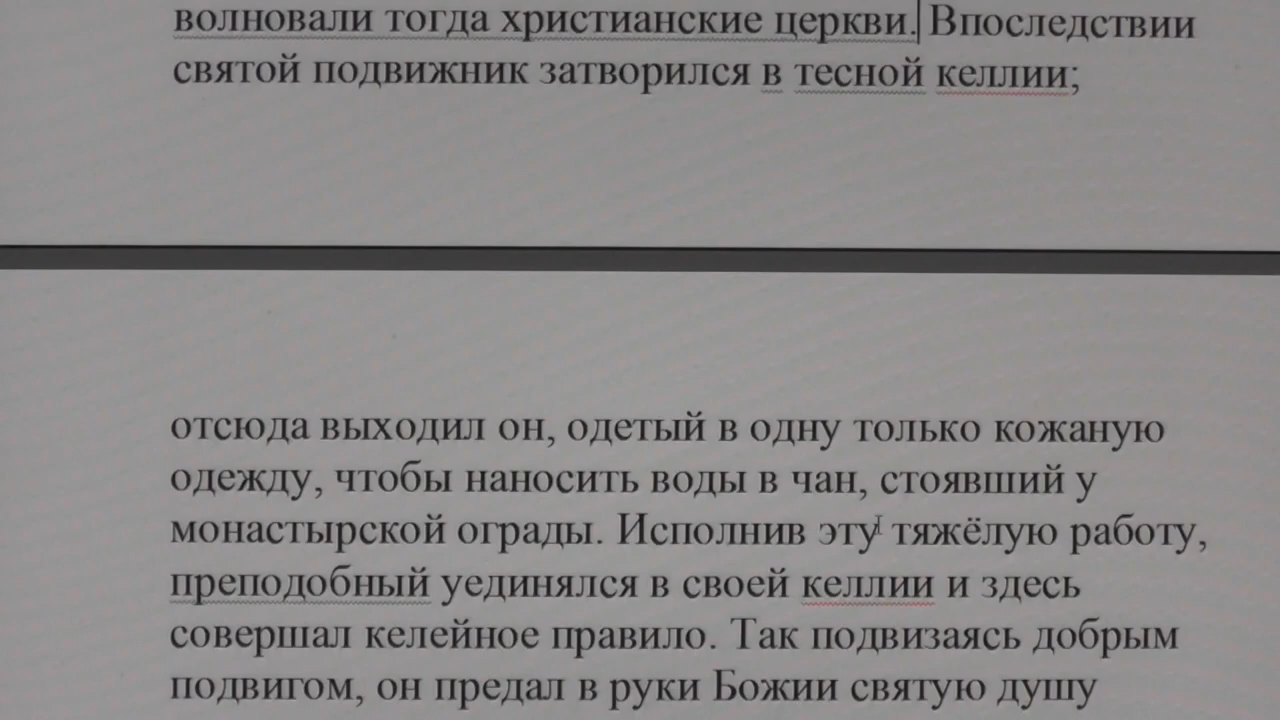 волновали тогда христианские церкви. Впоследствии
святой подвижник затворился в тесной келлии;
отсюда выходил он, одетый в одну только кожаную
одежду, чтобы наносить воды в чан, стоявший у
монастырской ограды. Исполнив эту тяжёлую работу,
преподобный уединялся в своей келлии и здесь
совершал келейное правило. Так подвизаясь добрым
подвигом, он предал в руки Божии святую душу